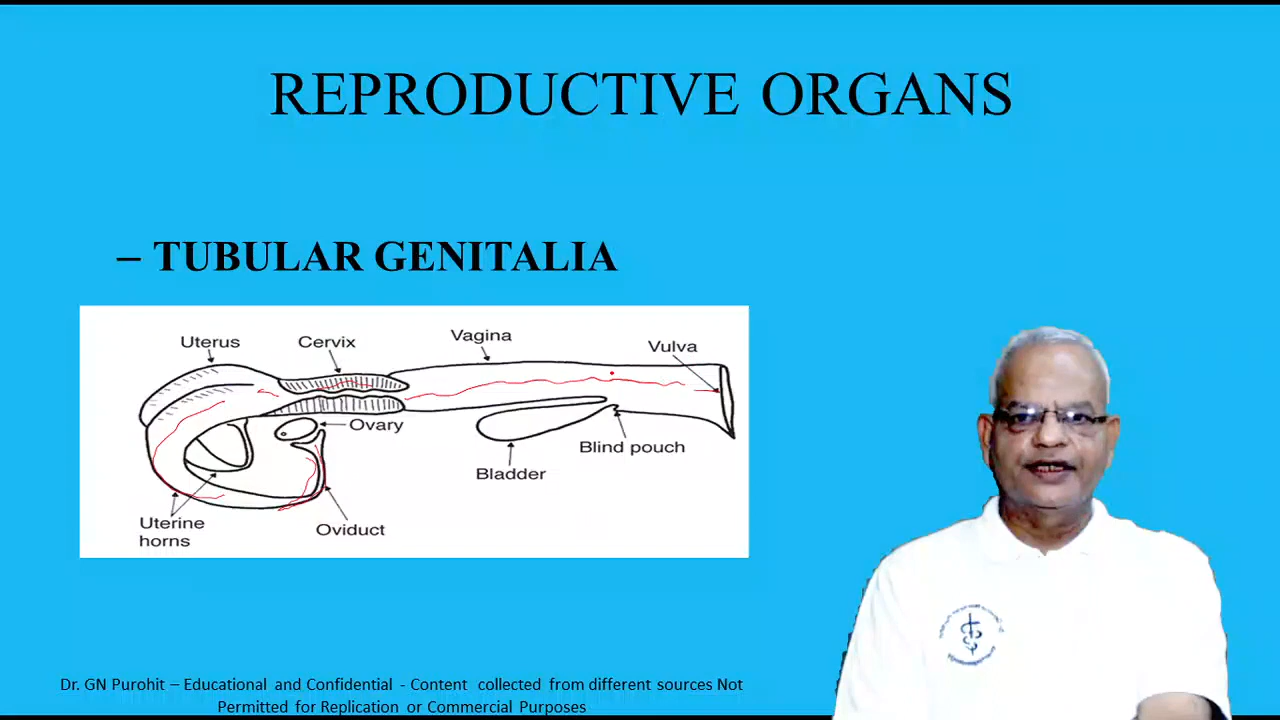 REPRODUCTIVE ORGANS
– TUBULAR GENITALIA
Uterus
Cervix
Vagina
Vulva
Ovary
Blind pouch
Bladder
Uterine
horns
Oviduct
Dr. GN Purohit – Educational and Confidential - Content collected from different sources Not
Permitted for Replication or Commercial Purposes